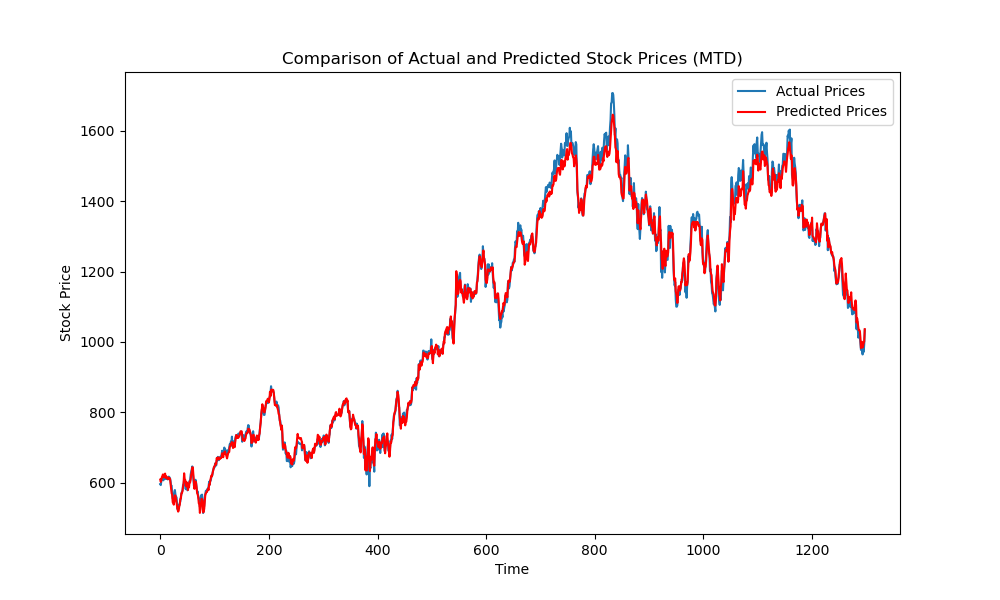 Comparison of Actual and Predicted Stock Prices (MTD)
Actual Prices
Predicted Prices
1600
1400
1200
1000
800
600
Stock Price
0 200 400 600 800 1000 1200
Time